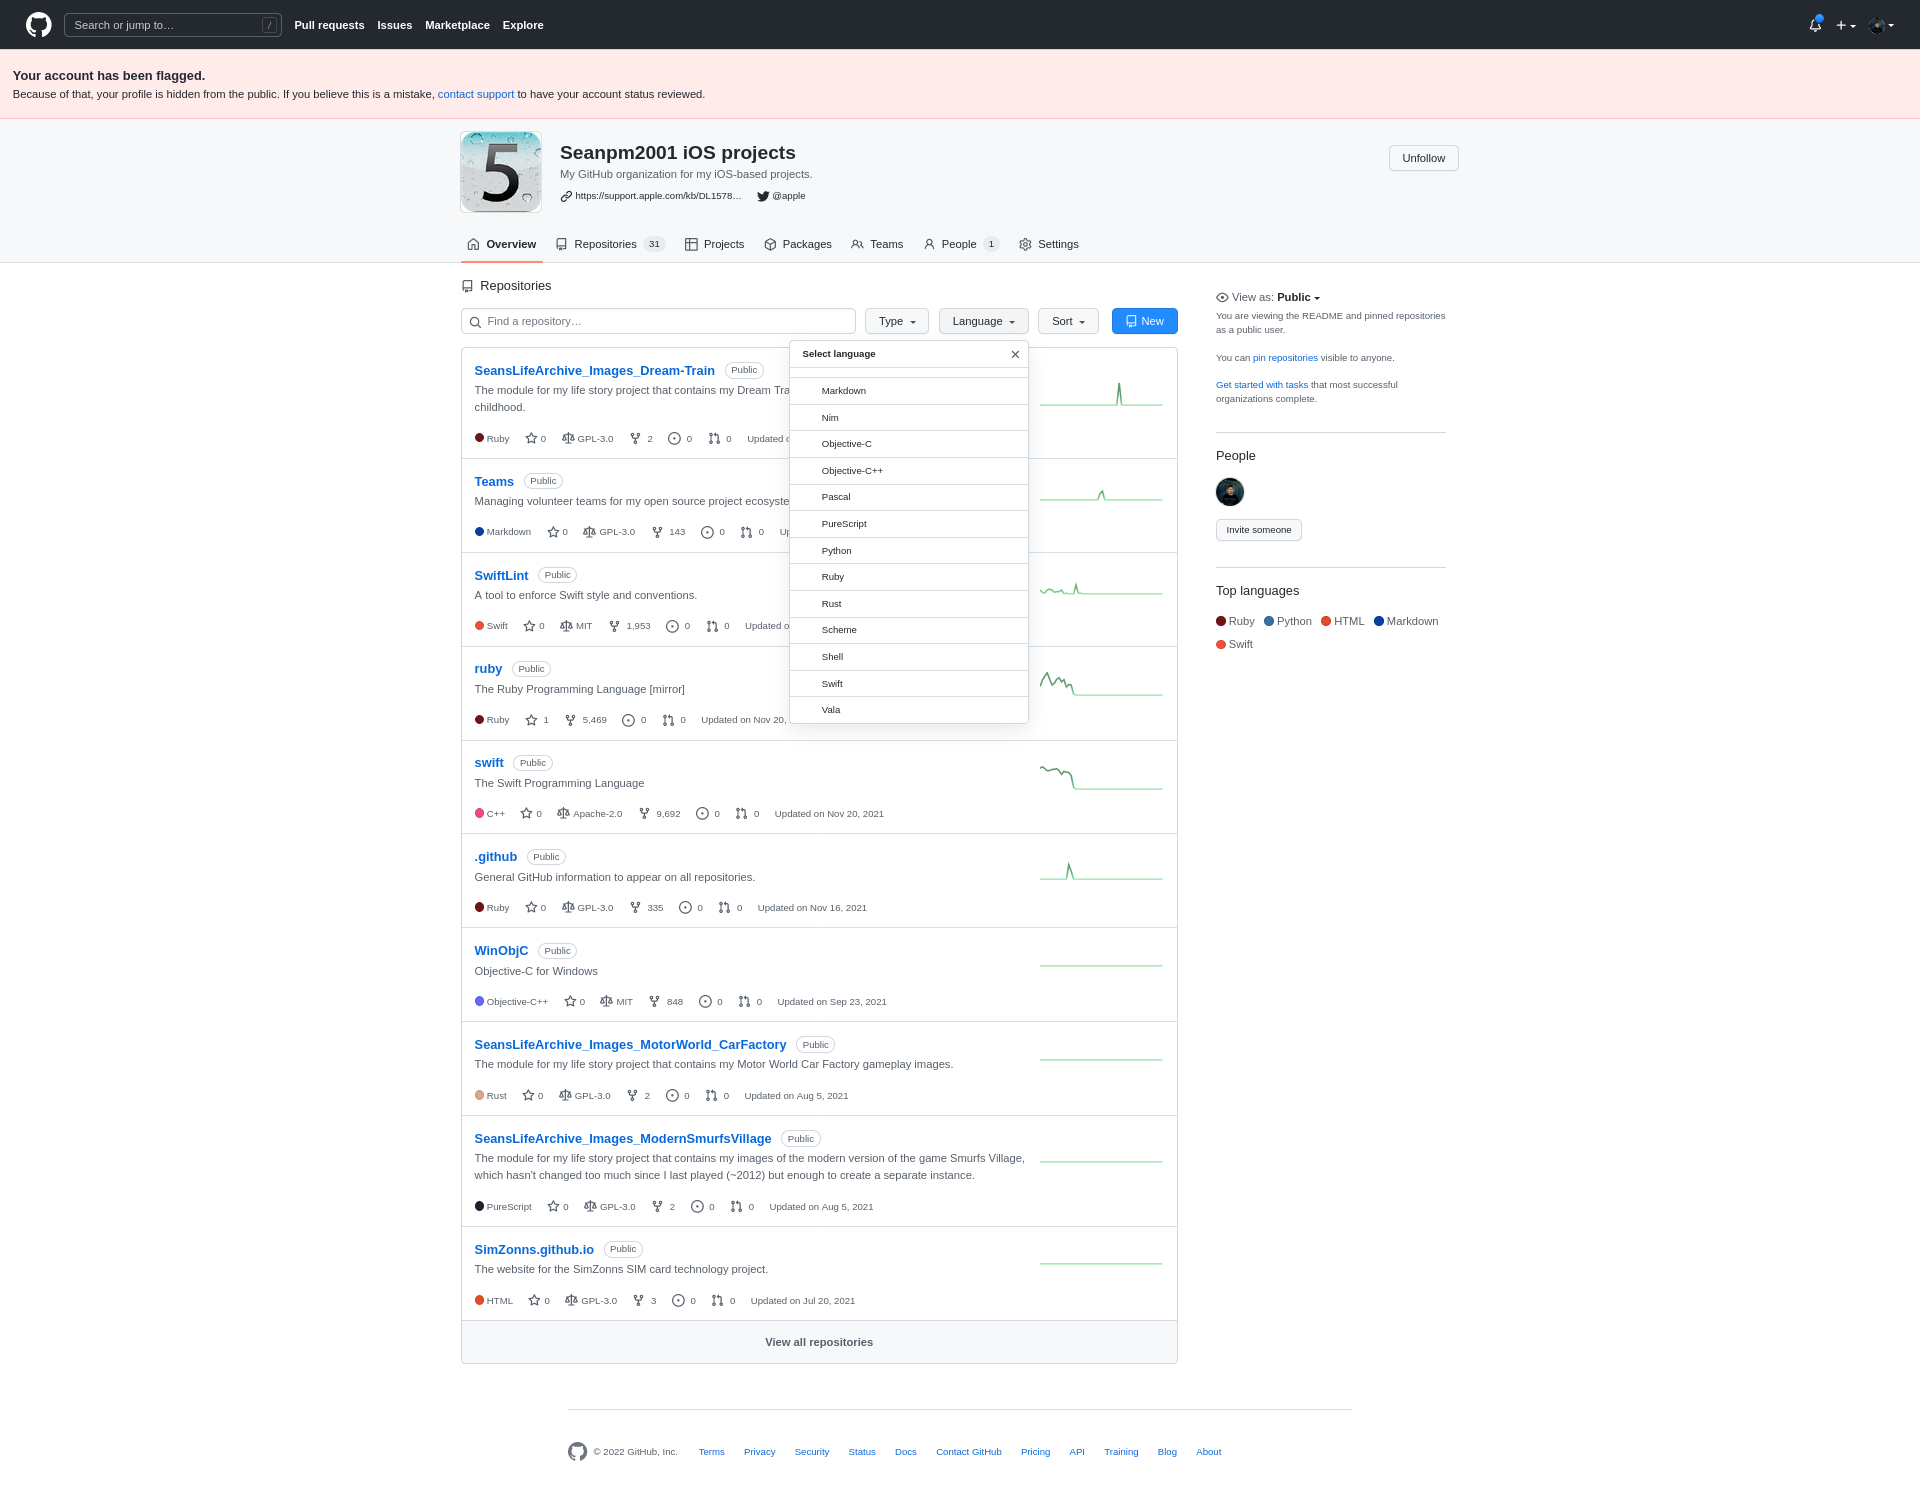 Search or jump to… /
Pull requests Issues Marketplace Explore
Your account has been flagged.
Because of that, your profile is hidden from the public. If you believe this is a mistake, contact support to have your account status reviewed.
5
Seanpm2001 iOS projects
My GitHub organization for my iOS-based projects.
https://support.apple.com/kb/DL1578… @apple
Unfollow
Overview Repositories 31 Projects Packages Teams People 1 Settings
Repositories
Find a repository… Type Language Sort New
Select language
Markdown
Nim
Objective-C
Objective-C++
Pascal
PureScript
Python
Ruby
Rust
Scheme
Shell
Swift
Vala
SeansLifeArchive_Images_Dream-Train Public
The module for my life story project that contains my Dream Tra
childhood.
Ruby 0 GPL-3.0 2 0 0 Updated
Teams Public
Managing volunteer teams for my open source project ecosyste
Markdown 0 GPL-3.0 143 0 0 Up
SwiftLint Public
A tool to enforce Swift style and conventions.
Swift 0 MIT 1,953 0 0 Updated o
ruby Public
The Ruby Programming Language [mirror]
Ruby 1 5,469 0 0 Updated on Nov 20,
swift Public
The Swift Programming Language
C++ 0 Apache-2.0 9,692 0 0 Updated on Nov 20, 2021
.github Public
General GitHub information to appear on all repositories.
Ruby 0 GPL-3.0 335 0 0 Updated on Nov 16, 2021
WinObjC Public
Objective-C for Windows
Objective-C++ 0 MIT 848 0 0 Updated on Sep 23, 2021
SeansLifeArchive_Images_MotorWorld_CarFactory Public
The module for my life story project that contains my Motor World Car Factory gameplay images.
Rust 0 GPL-3.0 2 0 0 Updated on Aug 5, 2021
SeansLifeArchive_Images_ModernSmurfsVillage Public
The module for my life story project that contains my images of the modern version of the game Smurfs Village,
which hasn't changed too much since I last played (~2012) but enough to create a separate instance.
PureScript 0 GPL-3.0 2 0 0 Updated on Aug 5, 2021
SimZonns.github.io Public
The website for the SimZonns SIM card technology project.
HTML 0 GPL-3.0 3 0 0 Updated on Jul 20, 2021
View all repositories
View as: Public
You are viewing the README and pinned repositories
as a public user.
You can pin repositories visible to anyone.
Get started with tasks that most successful
organizations complete.
People
Invite someone
Top languages
Ruby Python HTML Markdown
Swift
© 2022 GitHub, Inc. Terms Privacy Security Status Docs Contact GitHub Pricing API Training Blog About